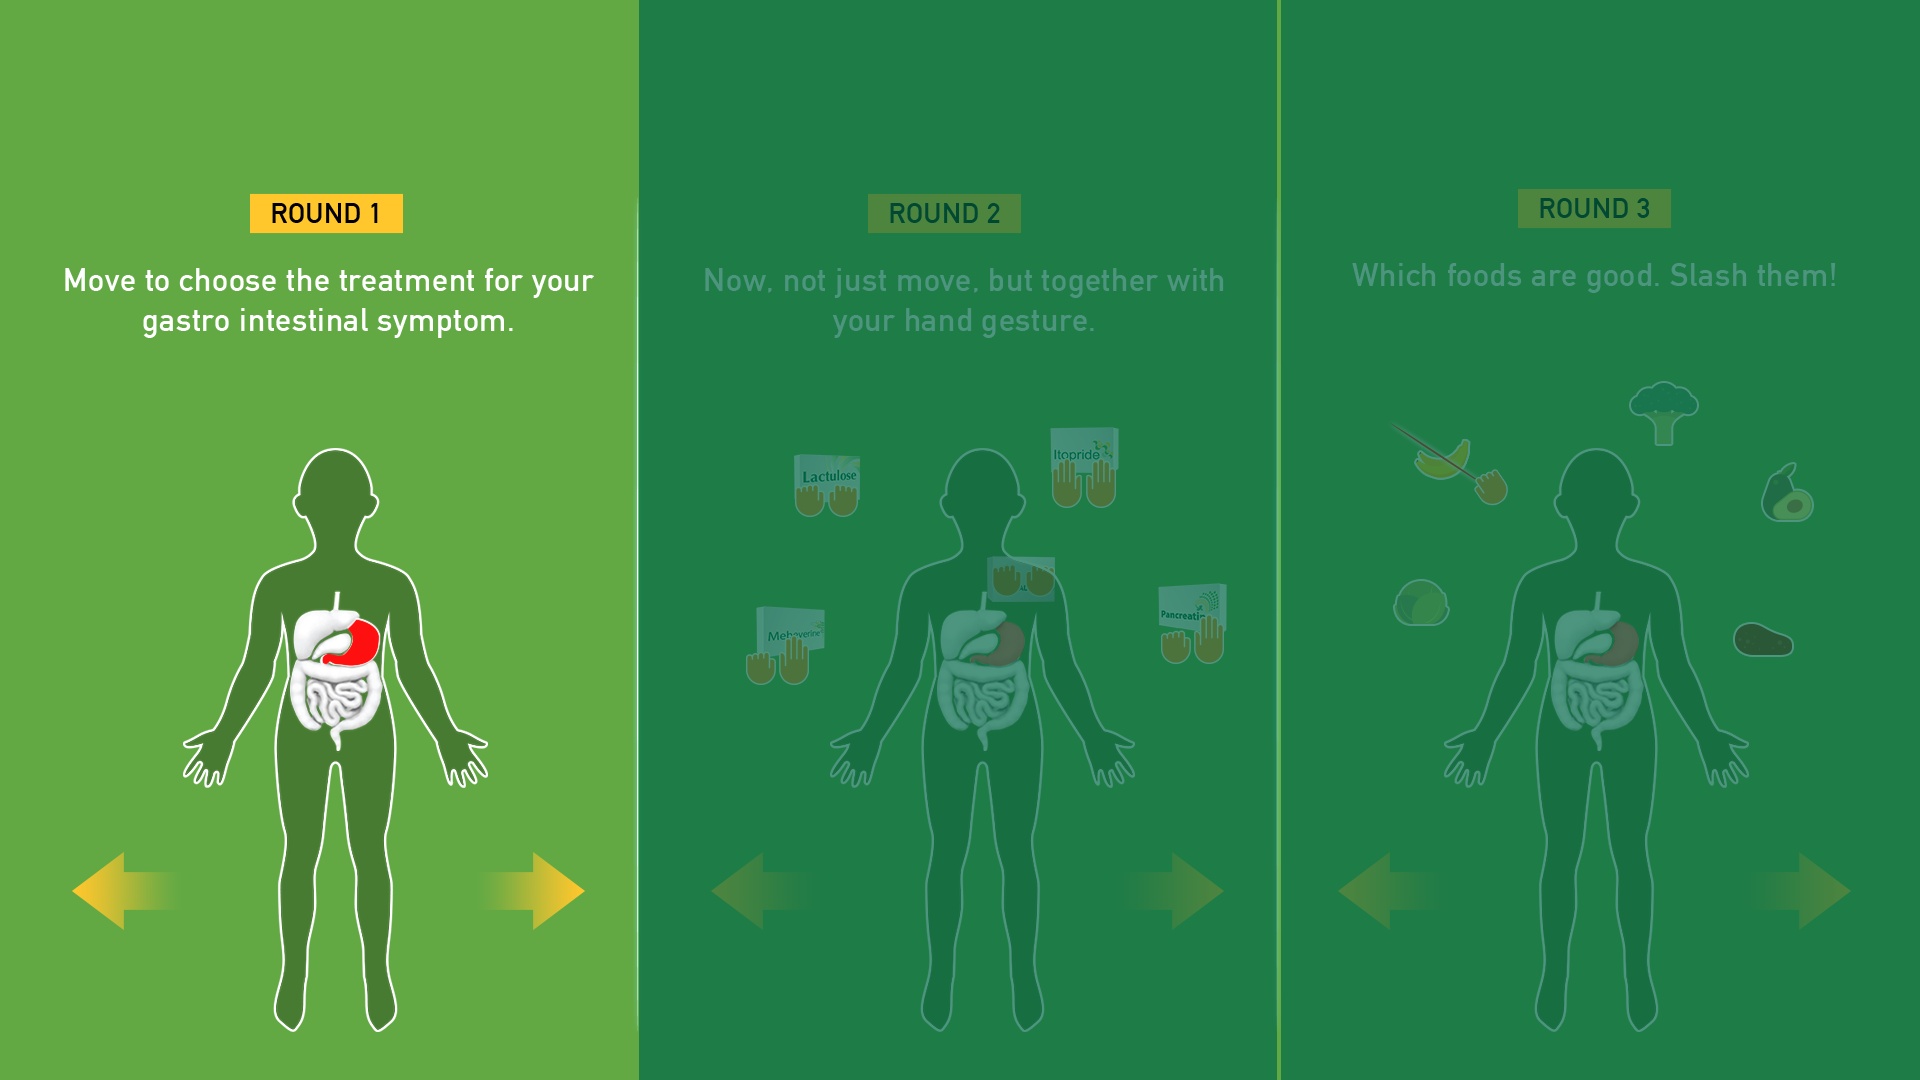 ROUND 1
Move to choose the treatment for your
gastro intestinal symptom.
ROUND 2
Now, not just move, but together with
your hand gesture.
Lactulose
Itopride
Mebeverine
Pancreatin
ROUND 3
Which foods are good. Slash them!